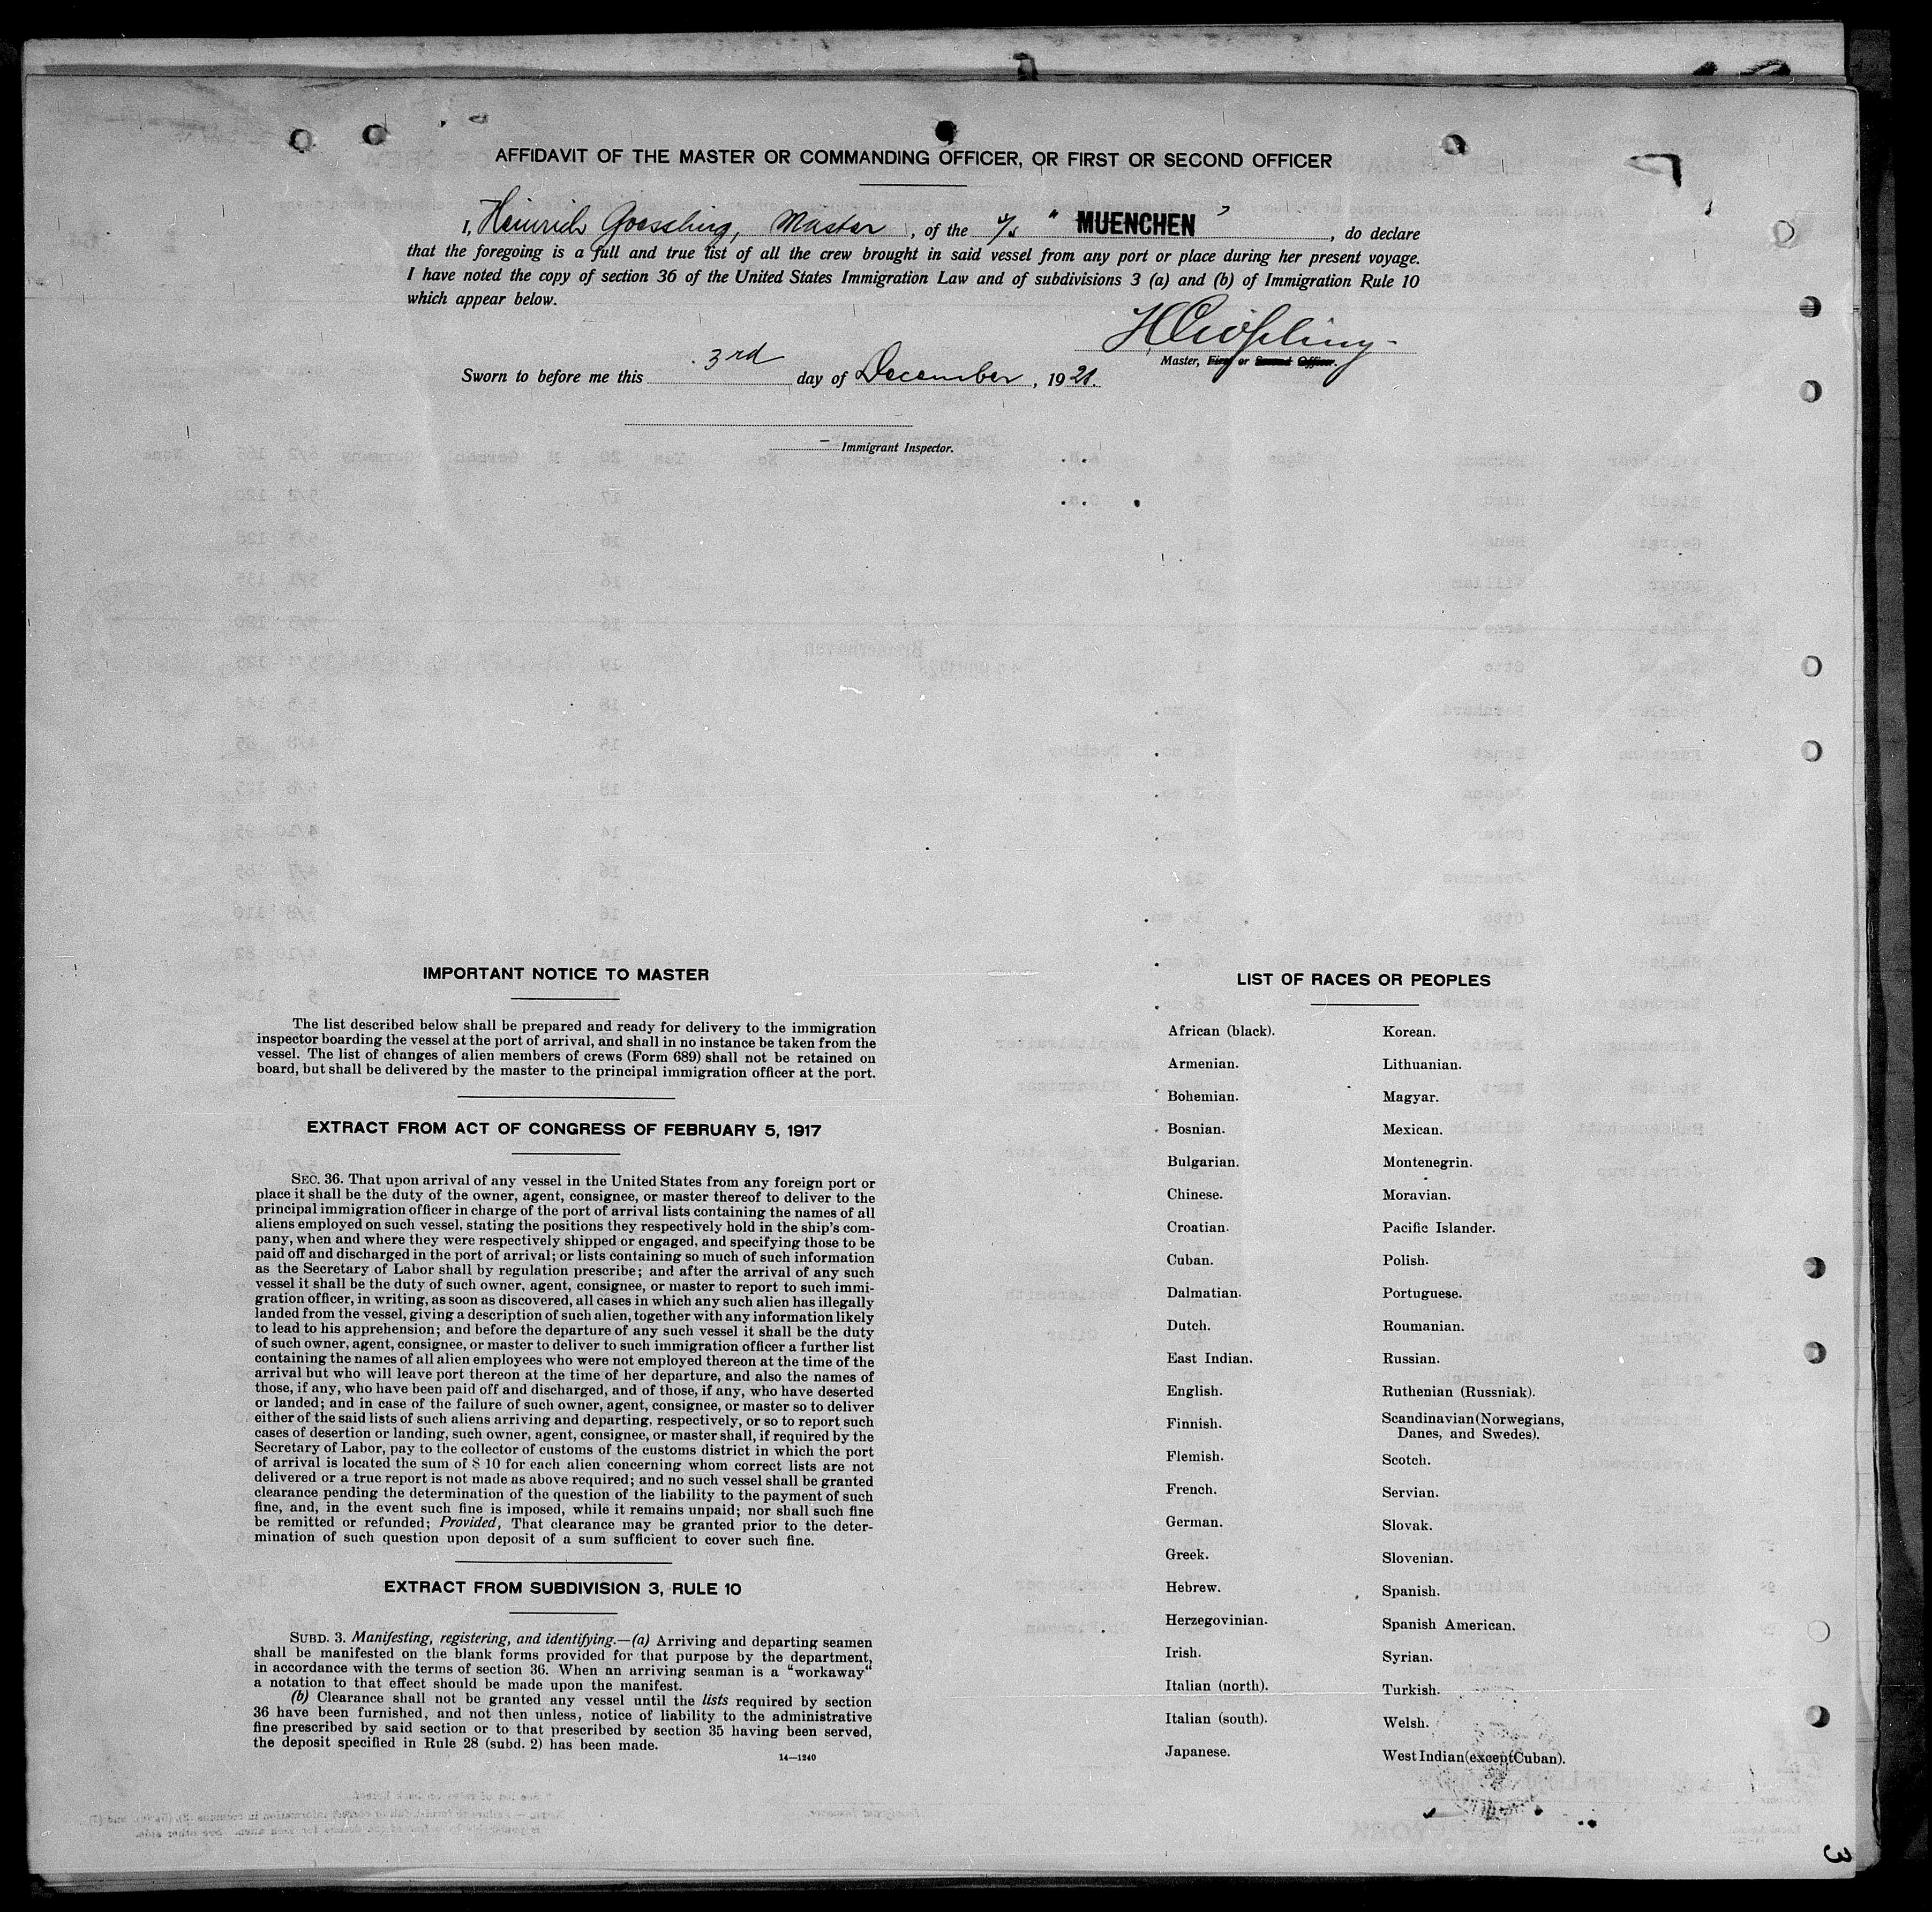 AFFIDAVIT OF THE MASTER OR COMMANDING OFFICER, OR FIRST OR SECOND OFFICER
I, Heinrich Goessling, Master, of the S/S "MUENCHEN", do declare
that the foregoing is a full and true list of all the crew brought in said vessel from any port or place during her present voyage.
I have noted the copy of section 36 of the United States Immigration Law and of subdivisions 3 (a) and (b) of Immigration Rule 10
which appear below.
Master, First or Second Officer.
Sworn to before me this 3rd day of December, 19
Immigrant Inspector.
IMPORTANT NOTICE TO MASTER
The list described below shall be prepared and ready for delivery to the immigration
inspector boarding the vessel at the port of arrival, and shall in no instance be taken from the
vessel. The list of changes of alien members of crews (Form 689) shall not be retained on
board, but shall be delivered by the master to the principal immigration officer at the port.
EXTRACT FROM ACT OF CONGRESS OF FEBRUARY 5, 1917
SEC. 36. That upon arrival of any vessel in the United States from any foreign port or
place it shall be the duty of the owner, agent, consignee, or master thereof to deliver to the
principal immigration officer in charge of the port of arrival lists containing the names of all
aliens employed on such vessel, stating the positions they respectively hold in the ship's com-
pany, when and where they were respectively shipped or engaged, and specifying those to be
paid off and discharged in the port of arrival; or lists containing so much of such information
as the Secretary of Labor shall by regulation prescribe; and after the arrival of any such
vessel it shall be the duty of such owner, agent, consignee, or master to report to such immi-
gration officer, in writing, as soon as discovered, all cases in which any such alien has illegally
landed from the vessel, giving a description of such alien, together with any information likely
to lead to his apprehension; and before the departure of any such vessel it shall be the duty
of such owner, agent, consignee, or master to deliver to such immigration officer a further list
containing the names of all alien employees who were not employed thereon at the time of the
arrival but who will leave port thereon at the time of her departure, and also the names of
those, if any, who have been paid off and discharged, and of those, if any, who have deserted
or landed; and in case of the failure of such owner, agent, consignee, or master so to deliver
either of the said lists of such aliens arriving and departing, respectively, or so to report such
cases of desertion or landing, such owner, agent, consignee, or master shall, if required by the
Secretary of Labor, pay to the collector of customs of the customs district in which the port
of arrival is located the sum of $ 10 for each alien concerning whom correct lists are not
delivered or a true report is not made as above required; and no such vessel shall be granted
clearance pending the determination of the question of the liability to the payment of such
fine, and, in the event such fine is imposed, while it remains unpaid; nor shall such fine
be remitted or refunded; Provided, That clearance may be granted prior to the deter-
mination of such question upon deposit of a sum sufficient to cover such fine.
EXTRACT FROM SUBDIVISION 3, RULE 10
SUBD. 3. Manifesting, registering, and identifying.—(a) Arriving and departing seamen
shall be manifested on the blank forms provided for that purpose by the department,
in accordance with the terms of section 36. When an arriving seaman is a “workaway“
a notation to that effect should be made upon the manifest.
(b) Clearance shall not be granted any vessel until the lists required by section
36 have been furnished, and not then unless, notice of liability to the administrative
fine prescribed by said section or to that prescribed by section 35 having been served,
the deposit specified in Rule 28 (subd. 2) has been made.
14—1240
LIST OF RACES OR PEOPLES
African (black).
Armenian.
Bohemian.
Bosnian.
Bulgarian.
Chinese.
Croatian.
Cuban.
Dalmatian.
Dutch.
East Indian.
English.
Finnish.
Flemish.
French.
German.
Greek.
Hebrew.
Herzegovinian.
Irish.
Italian (north).
Italian (south).
Japanese.
Korean.
Lithuanian.
Magyar.
Mexican.
Montenegrin.
Moravian.
Pacific Islander.
Polish.
Portuguese.
Roumanian.
Russian.
Ruthenian (Russniak).
Scandinavian(Norwegians,
Danes, and Swedes).
Scotch.
Servian.
Slovak.
Slovenian.
Spanish.
Spanish American.
Syrian.
Turkish.
Welsh.
West Indian(exceptCuban).
3